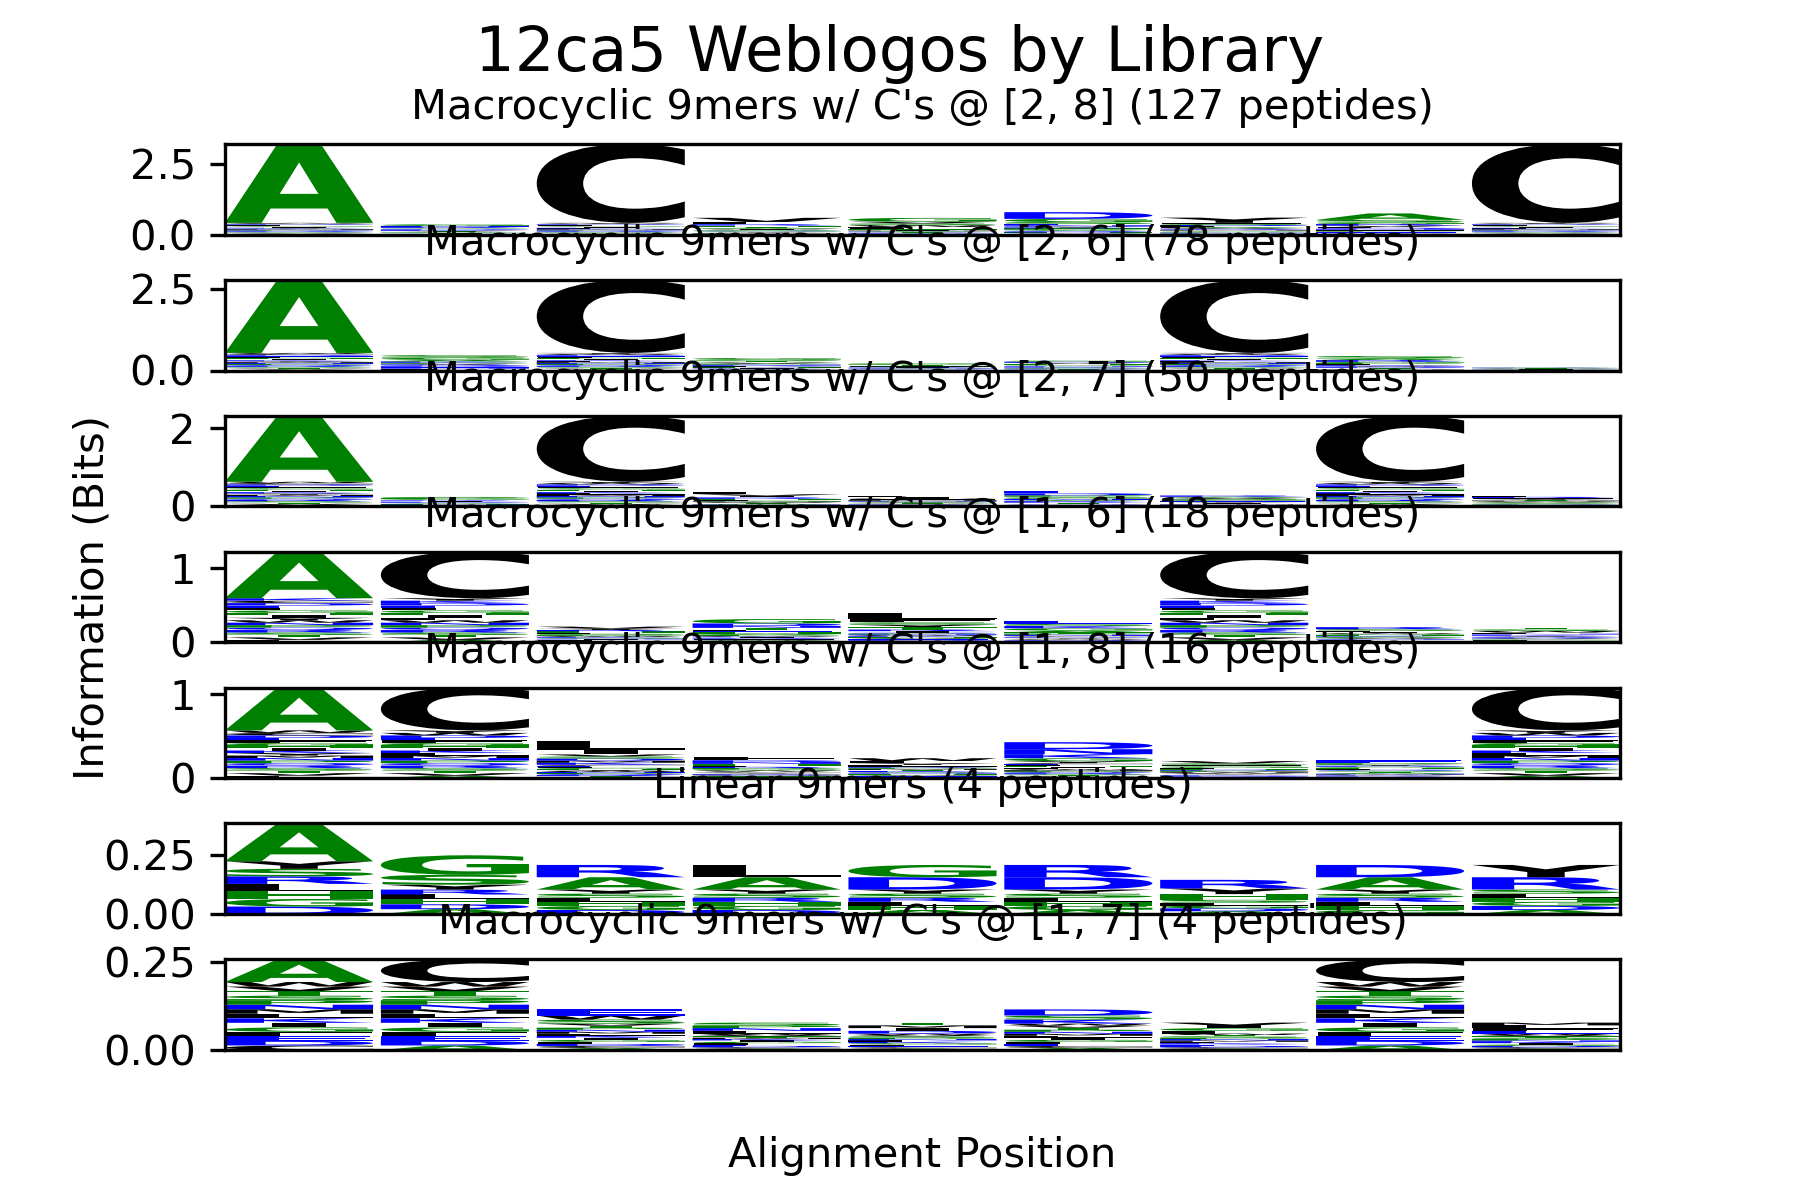 12ca5 Weblogos by Library
Macrocyclic 9mers w/ C's @ [2, 8] (127 peptides)
2.5
0.0
A C C
Macrocyclic 9mers w/ C's @ [2, 6] (78 peptides)
2.5
0.0
A C C
Macrocyclic 9mers w/ C's @ [2, 7] (50 peptides)
2
0
A C C
Macrocyclic 9mers w/ C's @ [1, 6] (18 peptides)
1
0
A C C
Macrocyclic 9mers w/ C's @ [1, 8] (16 peptides)
1
0
A C C
Linear 9mers (4 peptides)
0.25
0.00
A G R L G R R D Y
Macrocyclic 9mers w/ C's @ [1, 7] (4 peptides)
0.25
0.00
A C C
Information (Bits)
Alignment Position